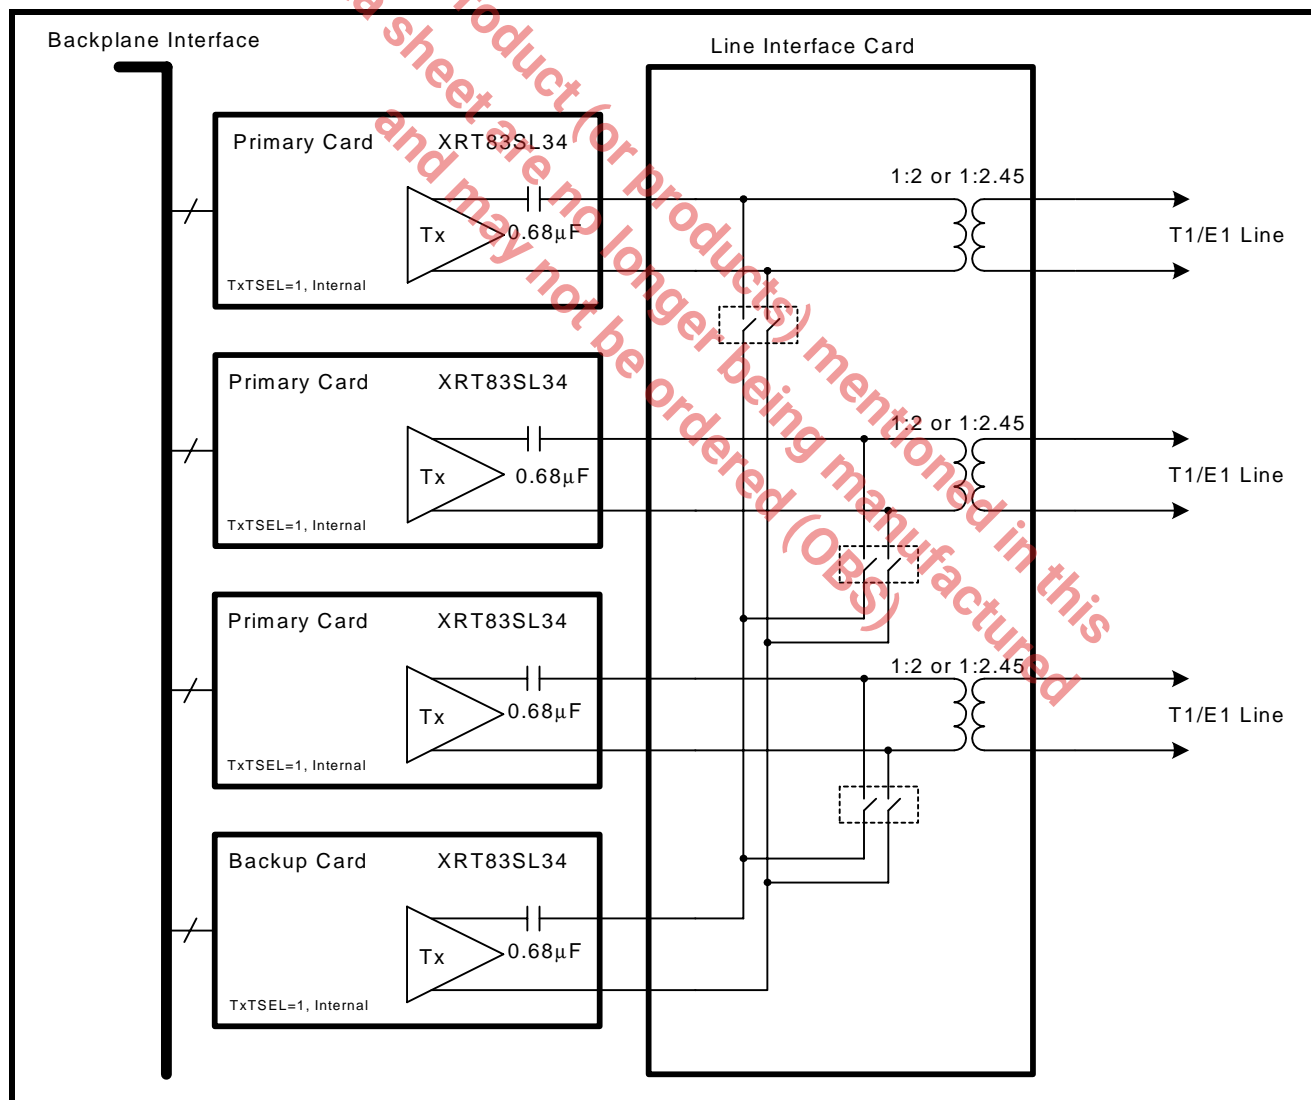 Backplane Interface
Line Interface Card
Primary Card XRT83SL34
Tx
0.68µF
TxTSEL=1, Internal
1:2 or 1:2.45
T1/E1 Line
Primary Card XRT83SL34
Tx
0.68µF
TxTSEL=1, Internal
1:2 or 1:2.45
T1/E1 Line
Primary Card XRT83SL34
Tx
0.68µF
TxTSEL=1, Internal
1:2 or 1:2.45
T1/E1 Line
Backup Card XRT83SL34
Tx
0.68µF
TxTSEL=1, Internal
product (or products) mentioned in this
sheet are no longer being manufactured
and may not be ordered (OBS)